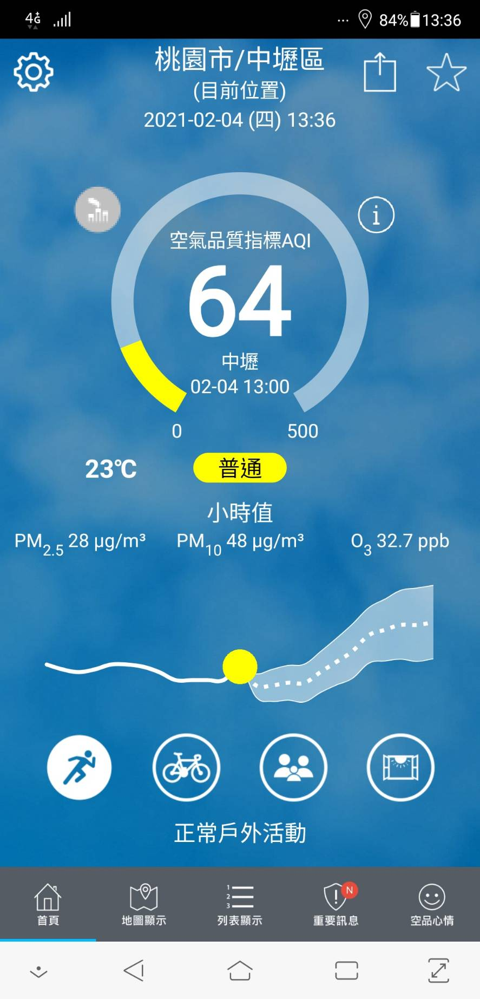 4G
84% 13:36
桃園市/中壢區
(目前位置)
2021-02-04 (四) 13:36
i
空氣品質指標AQI
64
中壢
02-04 13:00
0 500
23℃ 普通
小時值
PM2.5 28 μg/m³ PM10 48 μg/m³ O3 32.7 ppb
正常戶外活動
1
2
3
N
首頁 地圖顯示 列表顯示 重要訊息 空品心情